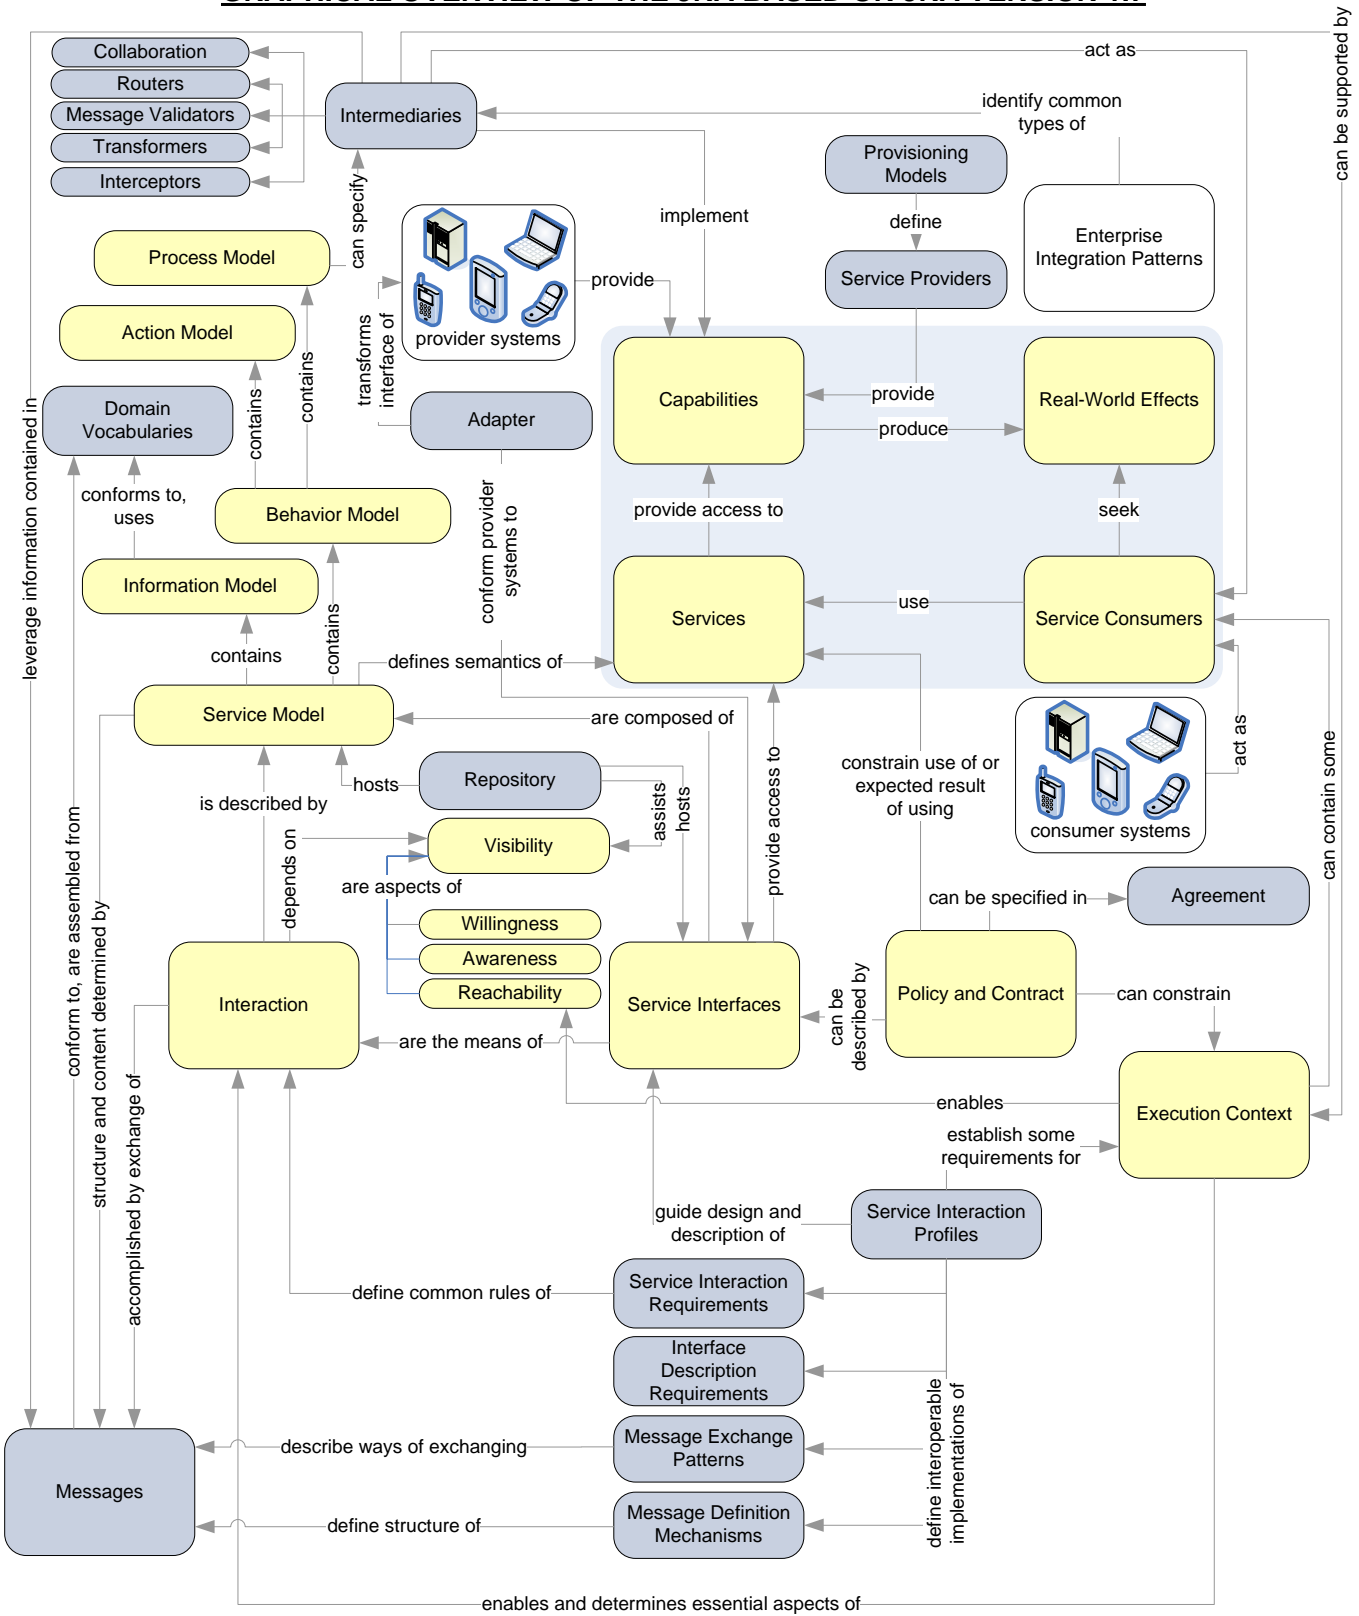 GRAPHICAL OVERVIEW OF THE JRA BASED ON JRA VERSION
can be supported by
act as
Collaboration
Routers
Message Validators
Transformers
Interceptors
Intermediaries
identify common
types of
Provisioning
Models
can specify
implement
define
Enterprise
Integration Patterns
Process Model
Service Providers
provide
provider systems
Action Model
transforms
interface of
contains
contains
Domain
Vocabularies
Adapter
Capabilities
provide
produce
Real-World Effects
leverage information contained in
conforms to,
uses
Behavior Model
conform provider
systems to
provide access to
seek
Information Model
contains
contains
defines semantics of
Services
use
Service Consumers
Service Model
are composed of
hosts
Repository
assists
hosts
provide access to
constrain use of or
expected result
of using
consumer systems
act as
can contain some
is described by
depends on
Visibility
are aspects of
Willingness
Awareness
Reachability
can be specified in
Agreement
conform to, are assembled from
structure and content determined by
accomplished by exchange of
Interaction
are the means of
Service Interfaces
can be
described by
Policy and Contract
can constrain
enables
Execution Context
establish some
requirements for
guide design and
description of
Service Interaction
Profiles
define common rules of
Service Interaction
Requirements
Interface
Description
Requirements
define interoperable
implementations of
Messages
describe ways of exchanging
Message Exchange
Patterns
define structure of
Message Definition
Mechanisms
enables and determines essential aspects of